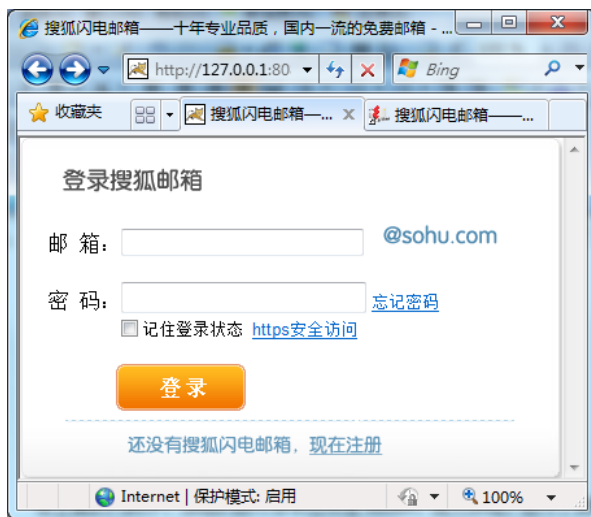 搜狐闪电邮箱——十年专业品质，国内一流的免费邮箱 - ...
http://127.0.0.1:80
Bing
收藏夹 搜狐闪电邮箱—... 搜狐闪电邮箱——...
登录搜狐邮箱
邮 箱： @sohu.com
密 码： 忘记密码
记住登录状态 https安全访问
登录
还没有搜狐闪电邮箱，现在注册
Internet | 保护模式: 启用 100%